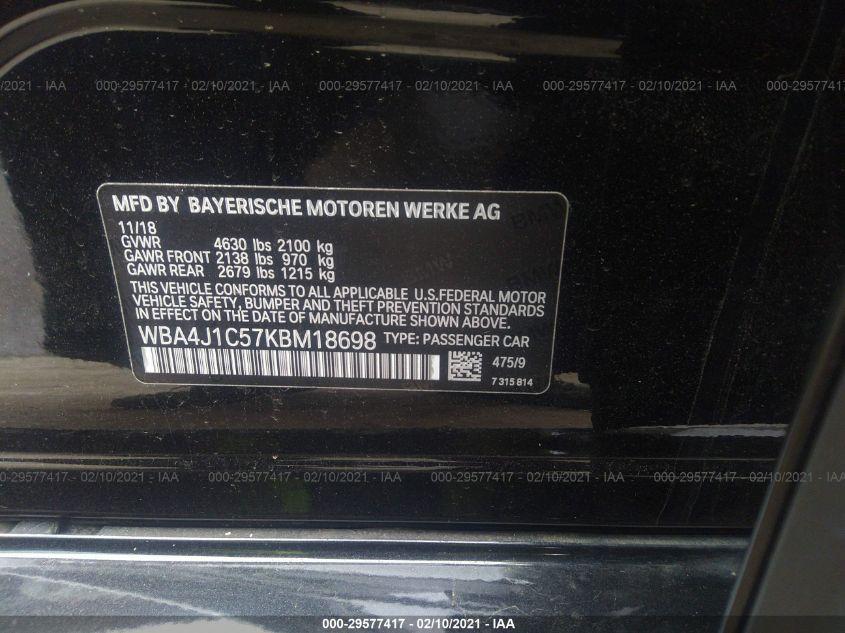 /2021 - IAA 000-29577417 - 02/10/2021 - IAA 000-29577417 - 02/10/2021 - IAA 000-29577417 - 02/10/2021 - IAA 000-
MFD BY BAYERISCHE MOTOREN WERKE AG
11/18
GVWR 4630 lbs 2100 kg
GAWR FRONT 2138 lbs 970 kg
GAWR REAR 2679 lbs 1215 kg
THIS VEHICLE CONFORMS TO ALL APPLICABLE U.S.FEDERAL MOTOR
VEHICLE SAFETY, BUMPER AND THEFT PREVENTION STANDARDS
IN EFFECT ON THE DATE OF MANUFACTURE SHOWN ABOVE.
WBA4J1C57KBM18698 TYPE: PASSENGER CAR
475/9
7 315 814
000-29577417 - 02/10/2021 - IAA 000-29577417 - 02/10/2021 - IAA 000-29577417 - 02/10/2021 - IAA
000-29577417 - 02/10/2021 - IAA